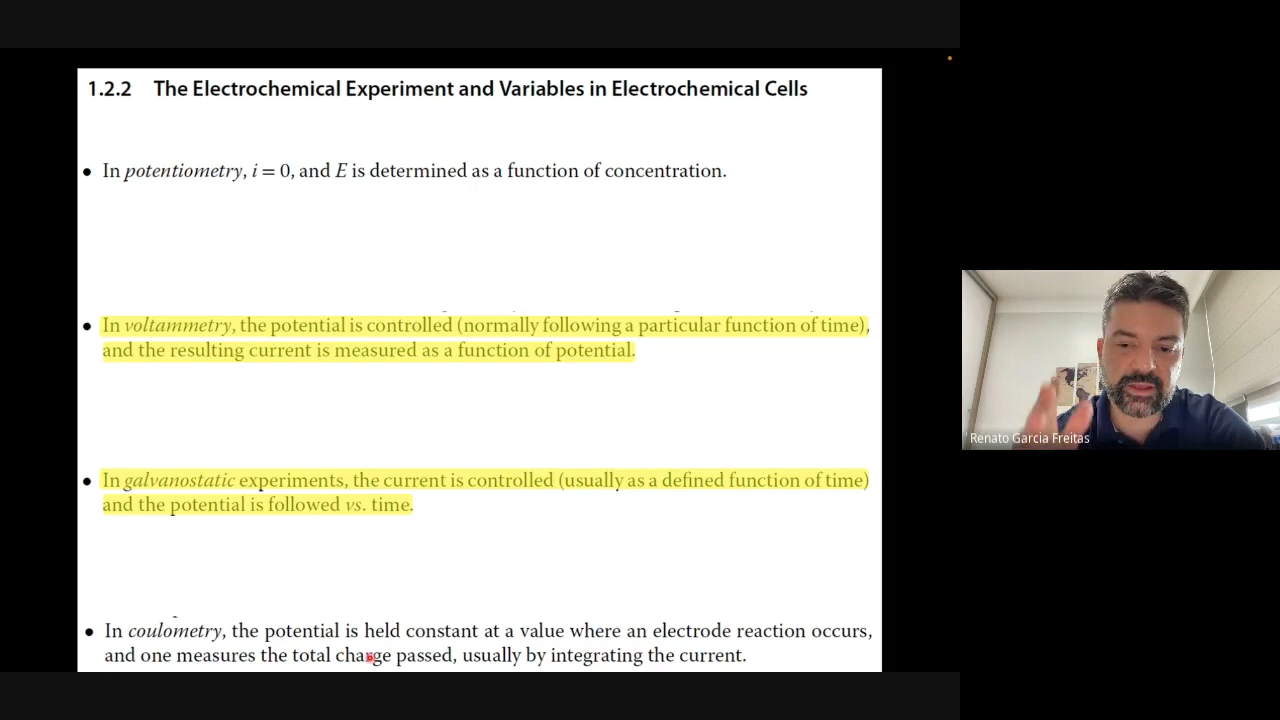 1.2.2 The Electrochemical Experiment and Variables in Electrochemical Cells
• In potentiometry, i = 0, and E is determined as a function of concentration.
• In voltammetry, the potential is controlled (normally following a particular function of time),
and the resulting current is measured as a function of potential.
• In galvanostatic experiments, the current is controlled (usually as a defined function of time)
and the potential is followed vs. time.
• In coulometry, the potential is held constant at a value where an electrode reaction occurs,
and one measures the total charge passed, usually by integrating the current.
Renato Garcia Freitas